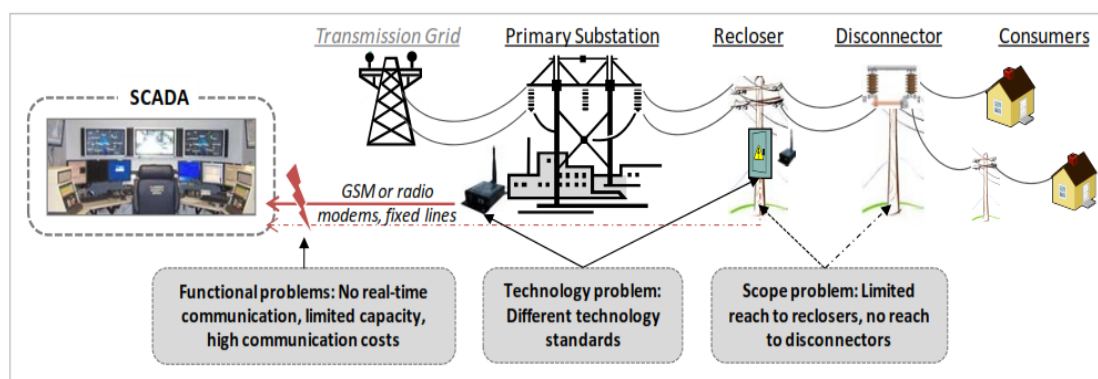 Transmission Grid
Primary Substation
Recloser
Disconnector
Consumers
SCADA
GSM or radio
modems, fixed lines
Functional problems: No real-time
communication, limited capacity,
high communication costs
Technology problem:
Different technology
standards
Scope problem: Limited
reach to reclosers, no reach
to disconnectors